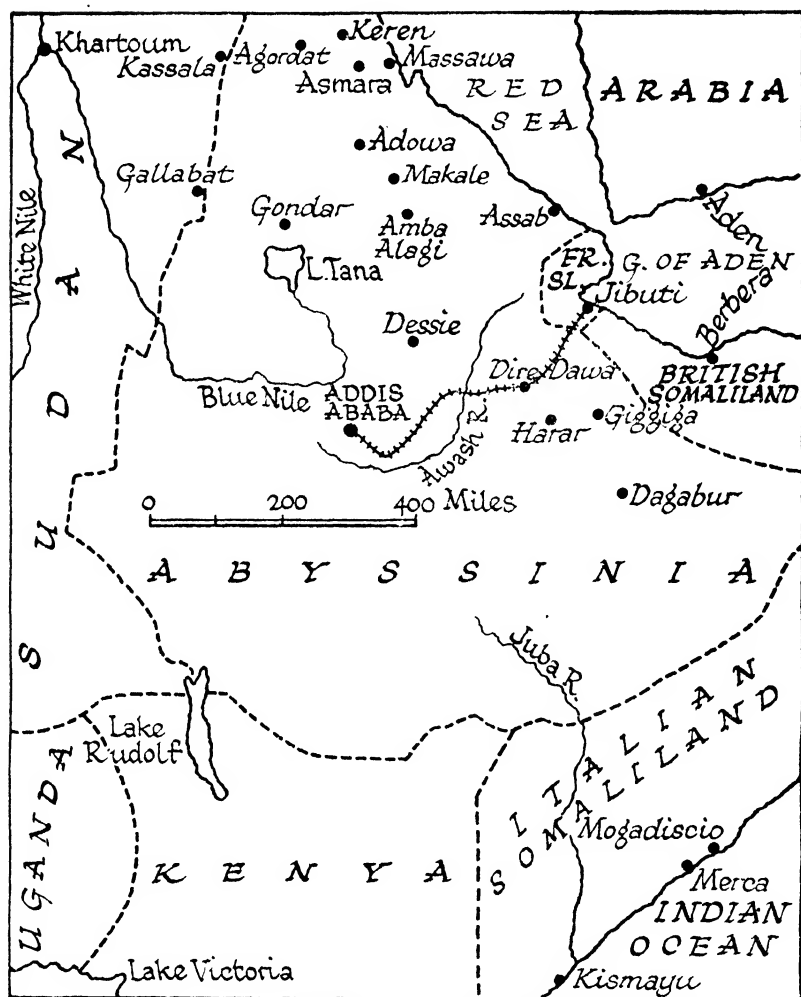 Khartoum
Kassala
Agordat
Keren
Asmara
Massawa
RED
SEA
ARABIA
Adowa
Gallabat
Makale
Gondar
Amba
Alagi
Assab
Aden
White Nile
L.Tana
FR.
SL.
G. OF ADEN
Jibuti
Berbera
Dessie
Dire Dawa
BRITISH
SOMALILAND
Blue Nile
ADDIS
ABABA
Awash R.
Harar
Giggiga
0 200 400 Miles
Dagabur
SUDAN
ABYSSINIA
Juba R.
Lake
Rudolf
ITALIAN
SOMALILAND
UGANDA
KENYA
Mogadiscio
Merca
INDIAN
OCEAN
Lake Victoria
Kismayu